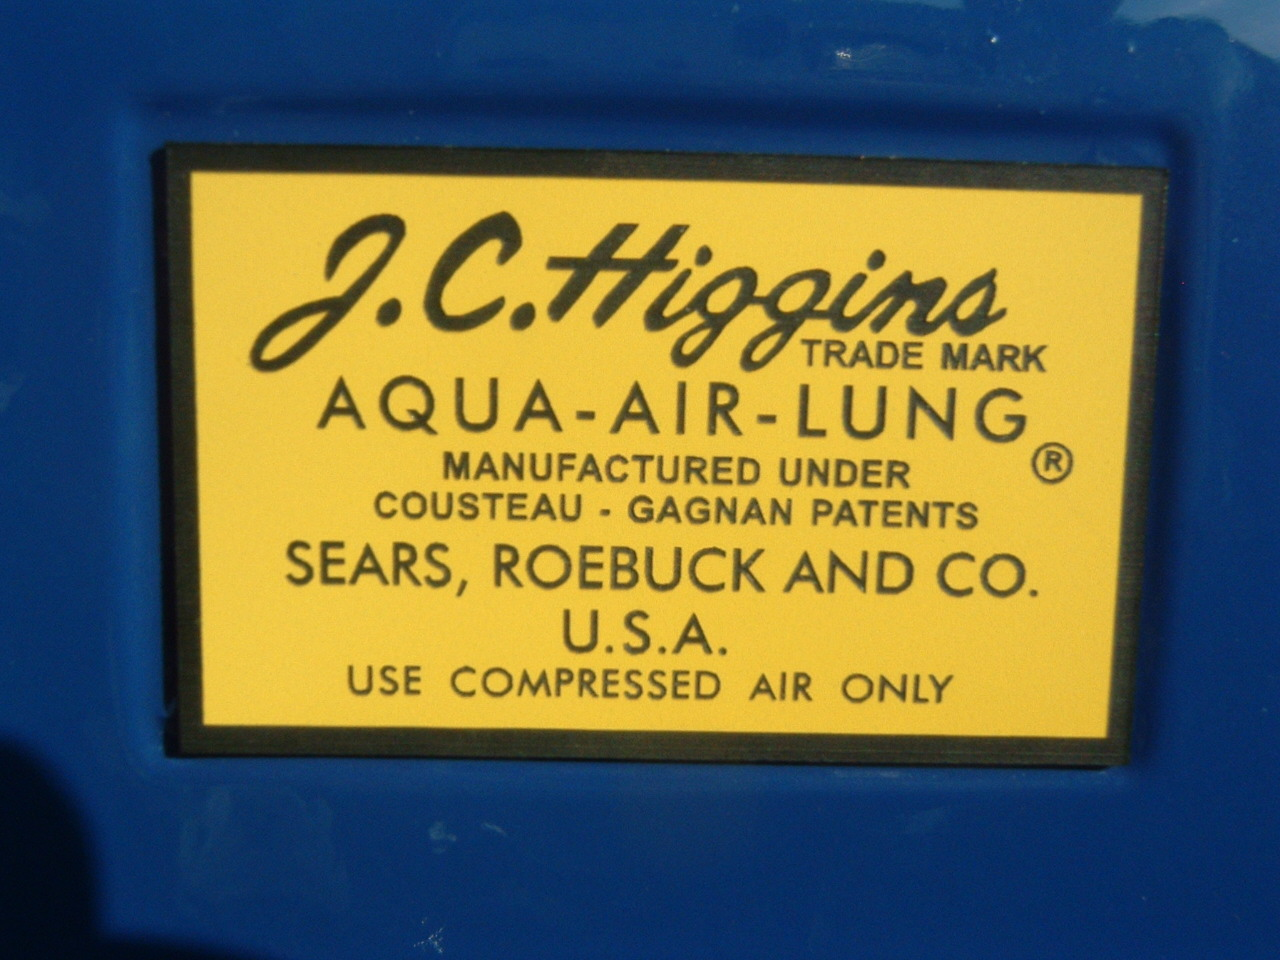 J.C. Higgins
TRADE MARK
AQUA-AIR-LUNG ®
MANUFACTURED UNDER
COUSTEAU - GAGNAN PATENTS
SEARS, ROEBUCK AND CO.
U.S.A.
USE COMPRESSED AIR ONLY